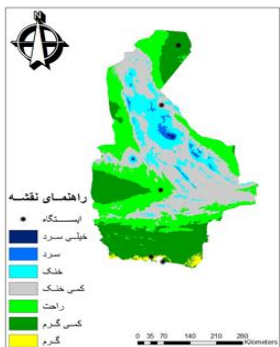 N
راهنمای نقشه
ایستگاه
خیلی سرد
سرد
خنک
کمی خنک
راحت
کمی گرم
گرم
0 35 70 140 210 280
Kilometers